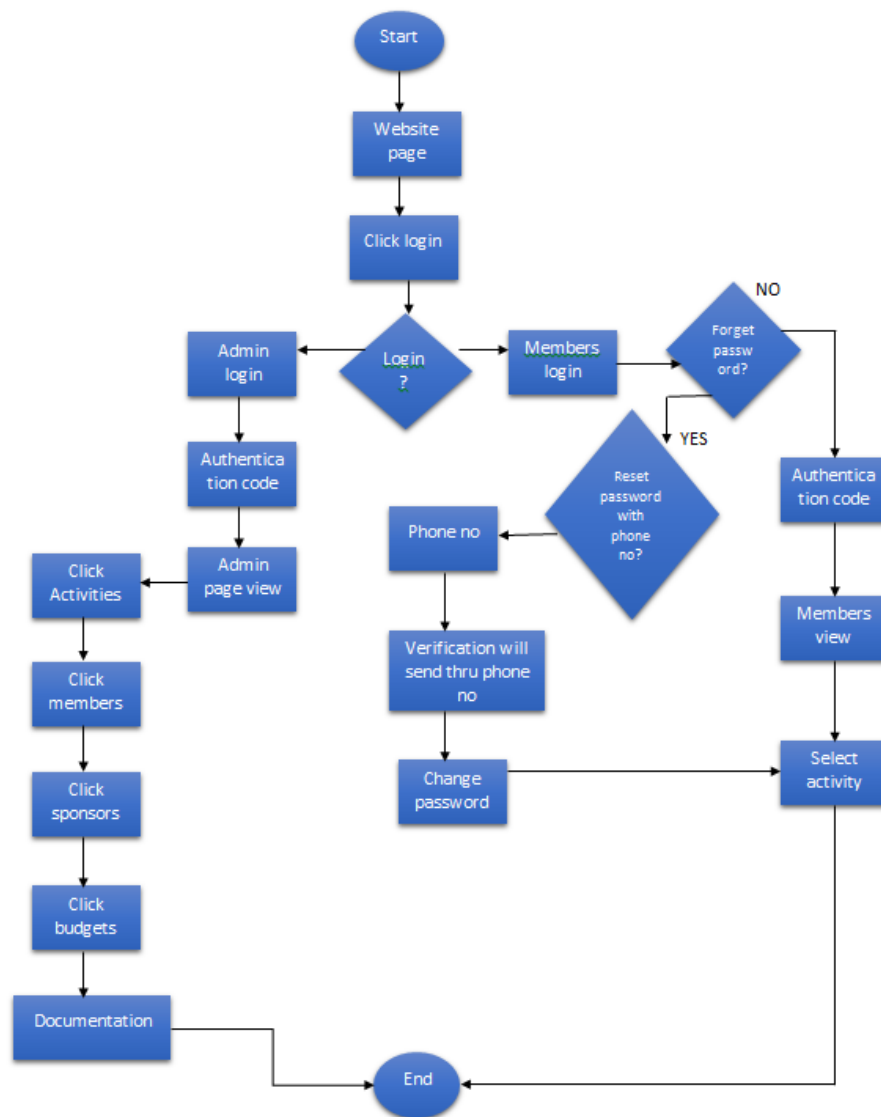 Start
Website
page
Click login
Login
?
Admin
login
Members
login
Forget
passw
ord?
NO
YES
Authentica
tion code
Admin
page view
Click
Activities
Click
members
Click
sponsors
Click
budgets
Documentation
Reset
password
with
phone
no?
Phone no
Verification will
send thru phone
no
Change
password
Authentica
tion code
Members
view
Select
activity
End